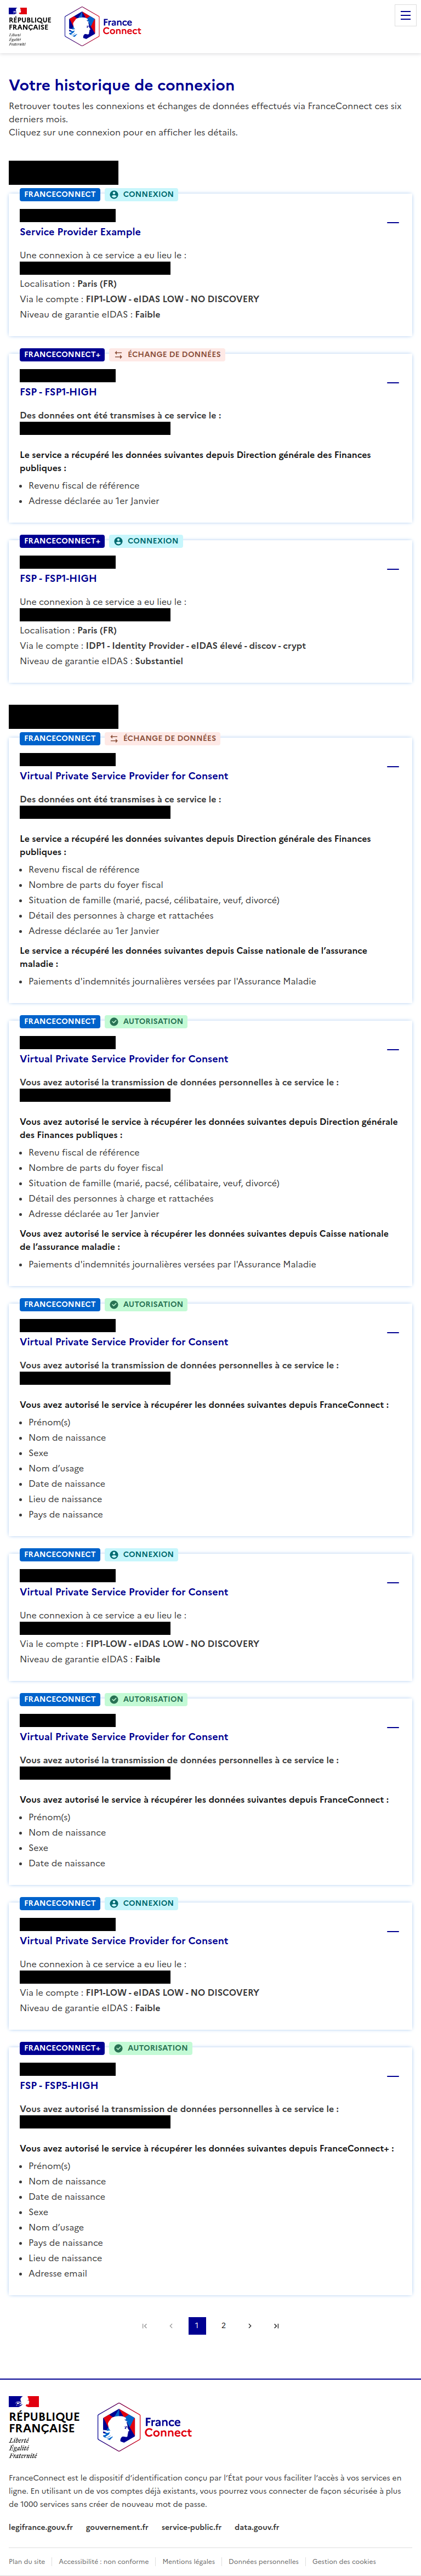 RÉPUBLIQUE
FRANÇAISE
Liberté
Égalité
Fraternité
France
Connect
Votre historique de connexion
Retrouver toutes les connexions et échanges de données effectués via FranceConnect ces six
derniers mois.
Cliquez sur une connexion pour en afficher les détails.
FRANCECONNECT CONNEXION
Service Provider Example
Une connexion à ce service a eu lieu le :
Localisation : Paris (FR)
Via le compte : FIP1-LOW - eIDAS LOW - NO DISCOVERY
Niveau de garantie eIDAS : Faible
FRANCECONNECT+ ÉCHANGE DE DONNÉES
FSP - FSP1-HIGH
Des données ont été transmises à ce service le :
Le service a récupéré les données suivantes depuis Direction générale des Finances
publiques :
Revenu fiscal de référence
Adresse déclarée au 1er Janvier
FRANCECONNECT+ CONNEXION
FSP - FSP1-HIGH
Une connexion à ce service a eu lieu le :
Localisation : Paris (FR)
Via le compte : IDP1 - Identity Provider - eIDAS élevé - discov - crypt
Niveau de garantie eIDAS : Substantiel
FRANCECONNECT ÉCHANGE DE DONNÉES
Virtual Private Service Provider for Consent
Des données ont été transmises à ce service le :
Le service a récupéré les données suivantes depuis Direction générale des Finances
publiques :
Revenu fiscal de référence
Nombre de parts du foyer fiscal
Situation de famille (marié, pacsé, célibataire, veuf, divorcé)
Détail des personnes à charge et rattachées
Adresse déclarée au 1er Janvier
Le service a récupéré les données suivantes depuis Caisse nationale de l’assurance
maladie :
Paiements d'indemnités journalières versées par l'Assurance Maladie
FRANCECONNECT AUTORISATION
Virtual Private Service Provider for Consent
Vous avez autorisé la transmission de données personnelles à ce service le :
Vous avez autorisé le service à récupérer les données suivantes depuis Direction générale
des Finances publiques :
Revenu fiscal de référence
Nombre de parts du foyer fiscal
Situation de famille (marié, pacsé, célibataire, veuf, divorcé)
Détail des personnes à charge et rattachées
Adresse déclarée au 1er Janvier
Vous avez autorisé le service à récupérer les données suivantes depuis Caisse nationale
de l’assurance maladie :
Paiements d'indemnités journalières versées par l'Assurance Maladie
FRANCECONNECT AUTORISATION
Virtual Private Service Provider for Consent
Vous avez autorisé la transmission de données personnelles à ce service le :
Vous avez autorisé le service à récupérer les données suivantes depuis FranceConnect :
Prénom(s)
Nom de naissance
Sexe
Nom d’usage
Date de naissance
Lieu de naissance
Pays de naissance
FRANCECONNECT CONNEXION
Virtual Private Service Provider for Consent
Une connexion à ce service a eu lieu le :
Via le compte : FIP1-LOW - eIDAS LOW - NO DISCOVERY
Niveau de garantie eIDAS : Faible
FRANCECONNECT AUTORISATION
Virtual Private Service Provider for Consent
Vous avez autorisé la transmission de données personnelles à ce service le :
Vous avez autorisé le service à récupérer les données suivantes depuis FranceConnect :
Prénom(s)
Nom de naissance
Sexe
Date de naissance
FRANCECONNECT CONNEXION
Virtual Private Service Provider for Consent
Une connexion à ce service a eu lieu le :
Via le compte : FIP1-LOW - eIDAS LOW - NO DISCOVERY
Niveau de garantie eIDAS : Faible
FRANCECONNECT+ AUTORISATION
FSP - FSP5-HIGH
Vous avez autorisé la transmission de données personnelles à ce service le :
Vous avez autorisé le service à récupérer les données suivantes depuis FranceConnect+ :
Prénom(s)
Nom de naissance
Date de naissance
Sexe
Nom d’usage
Pays de naissance
Lieu de naissance
Adresse email
1 2
RÉPUBLIQUE
FRANÇAISE
Liberté
Égalité
Fraternité
France
Connect
FranceConnect est le dispositif d’identification conçu par l’État pour vous faciliter l’accès à vos services en
ligne. En utilisant un de vos comptes déjà existants, vous pourrez vous connecter de façon sécurisée à plus
de 1000 services sans créer de nouveau mot de passe.
legifrance.gouv.fr gouvernement.fr service-public.fr data.gouv.fr
Plan du site Accessibilité : non conforme Mentions légales Données personnelles Gestion des cookies